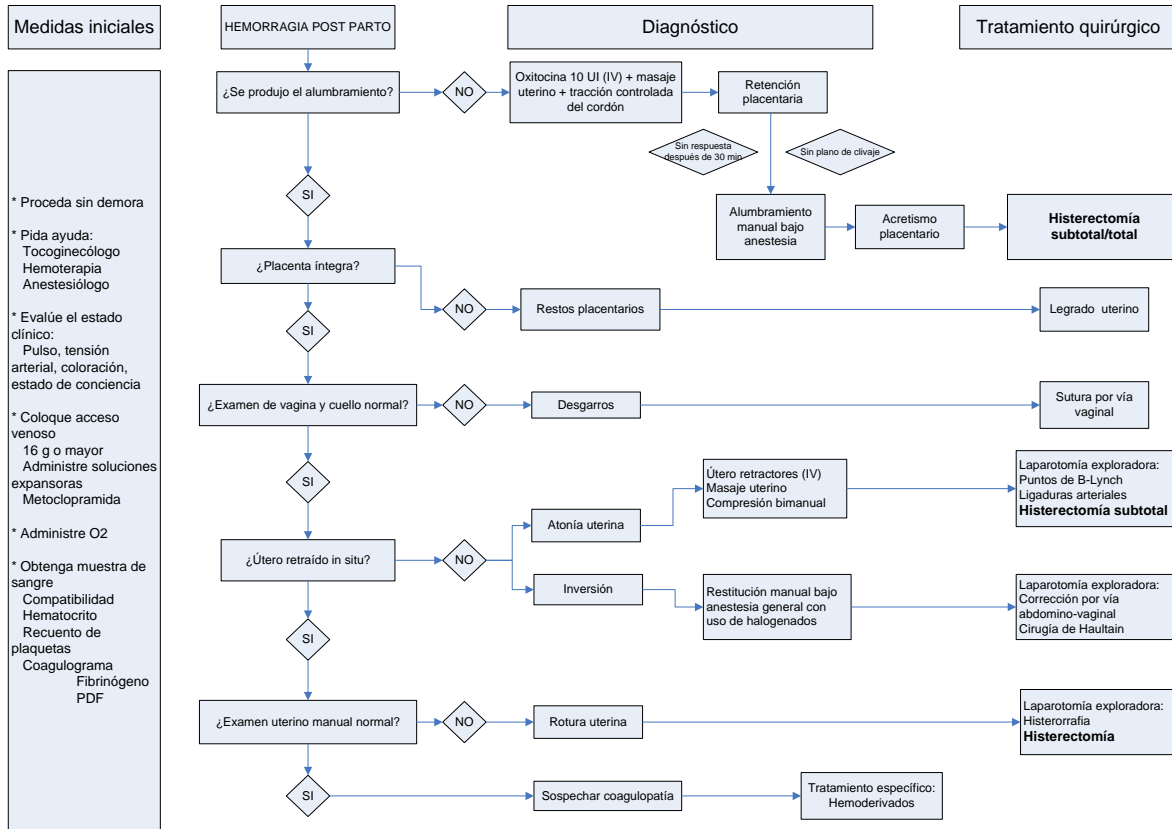 Medidas iniciales
HEMORRAGIA POST PARTO
Diagnóstico
Tratamiento quirúrgico
* Proceda sin demora
* Pida ayuda:
Tocoginecólogo
Hemoterapia
Anestesiólogo
* Evalúe el estado
clínico:
Pulso, tensión
arterial, coloración,
estado de conciencia
* Coloque acceso
venoso
16 g o mayor
Administre soluciones
expansoras
Metoclopramida
* Administre O2
* Obtenga muestra de
sangre
Compatibilidad
Hematocrito
Recuento de
plaquetas
Coagulograma
Fibrinógeno
PDF
¿Se produjo el alumbramiento?
NO
Oxitocina 10 UI (IV) + masaje
uterino + tracción controlada
del cordón
Retención
placentaria
Sin respuesta
después de 30 min
Sin plano de clivaje
SI
Alumbramiento
manual bajo
anestesia
Acretismo
placentario
Histerectomía
subtotal/total
¿Placenta íntegra?
NO
Restos placentarios
Legrado uterino
SI
¿Examen de vagina y cuello normal?
NO
Desgarros
Sutura por vía
vaginal
SI
¿Útero retraído in situ?
NO
Atonía uterina
Útero retractores (IV)
Masaje uterino
Compresión bimanual
Laparotomía exploradora:
Puntos de B-Lynch
Ligaduras arteriales
Histerectomía subtotal
Inversión
Restitución manual bajo
anestesia general con
uso de halogenados
Laparotomía exploradora:
Corrección por vía
abdomino-vaginal
Cirugía de Haultain
SI
¿Examen uterino manual normal?
NO
Rotura uterina
Laparotomía exploradora:
Histerorrafia
Histerectomía
SI
Sospechar coagulopatía
Tratamiento específico:
Hemoderivados